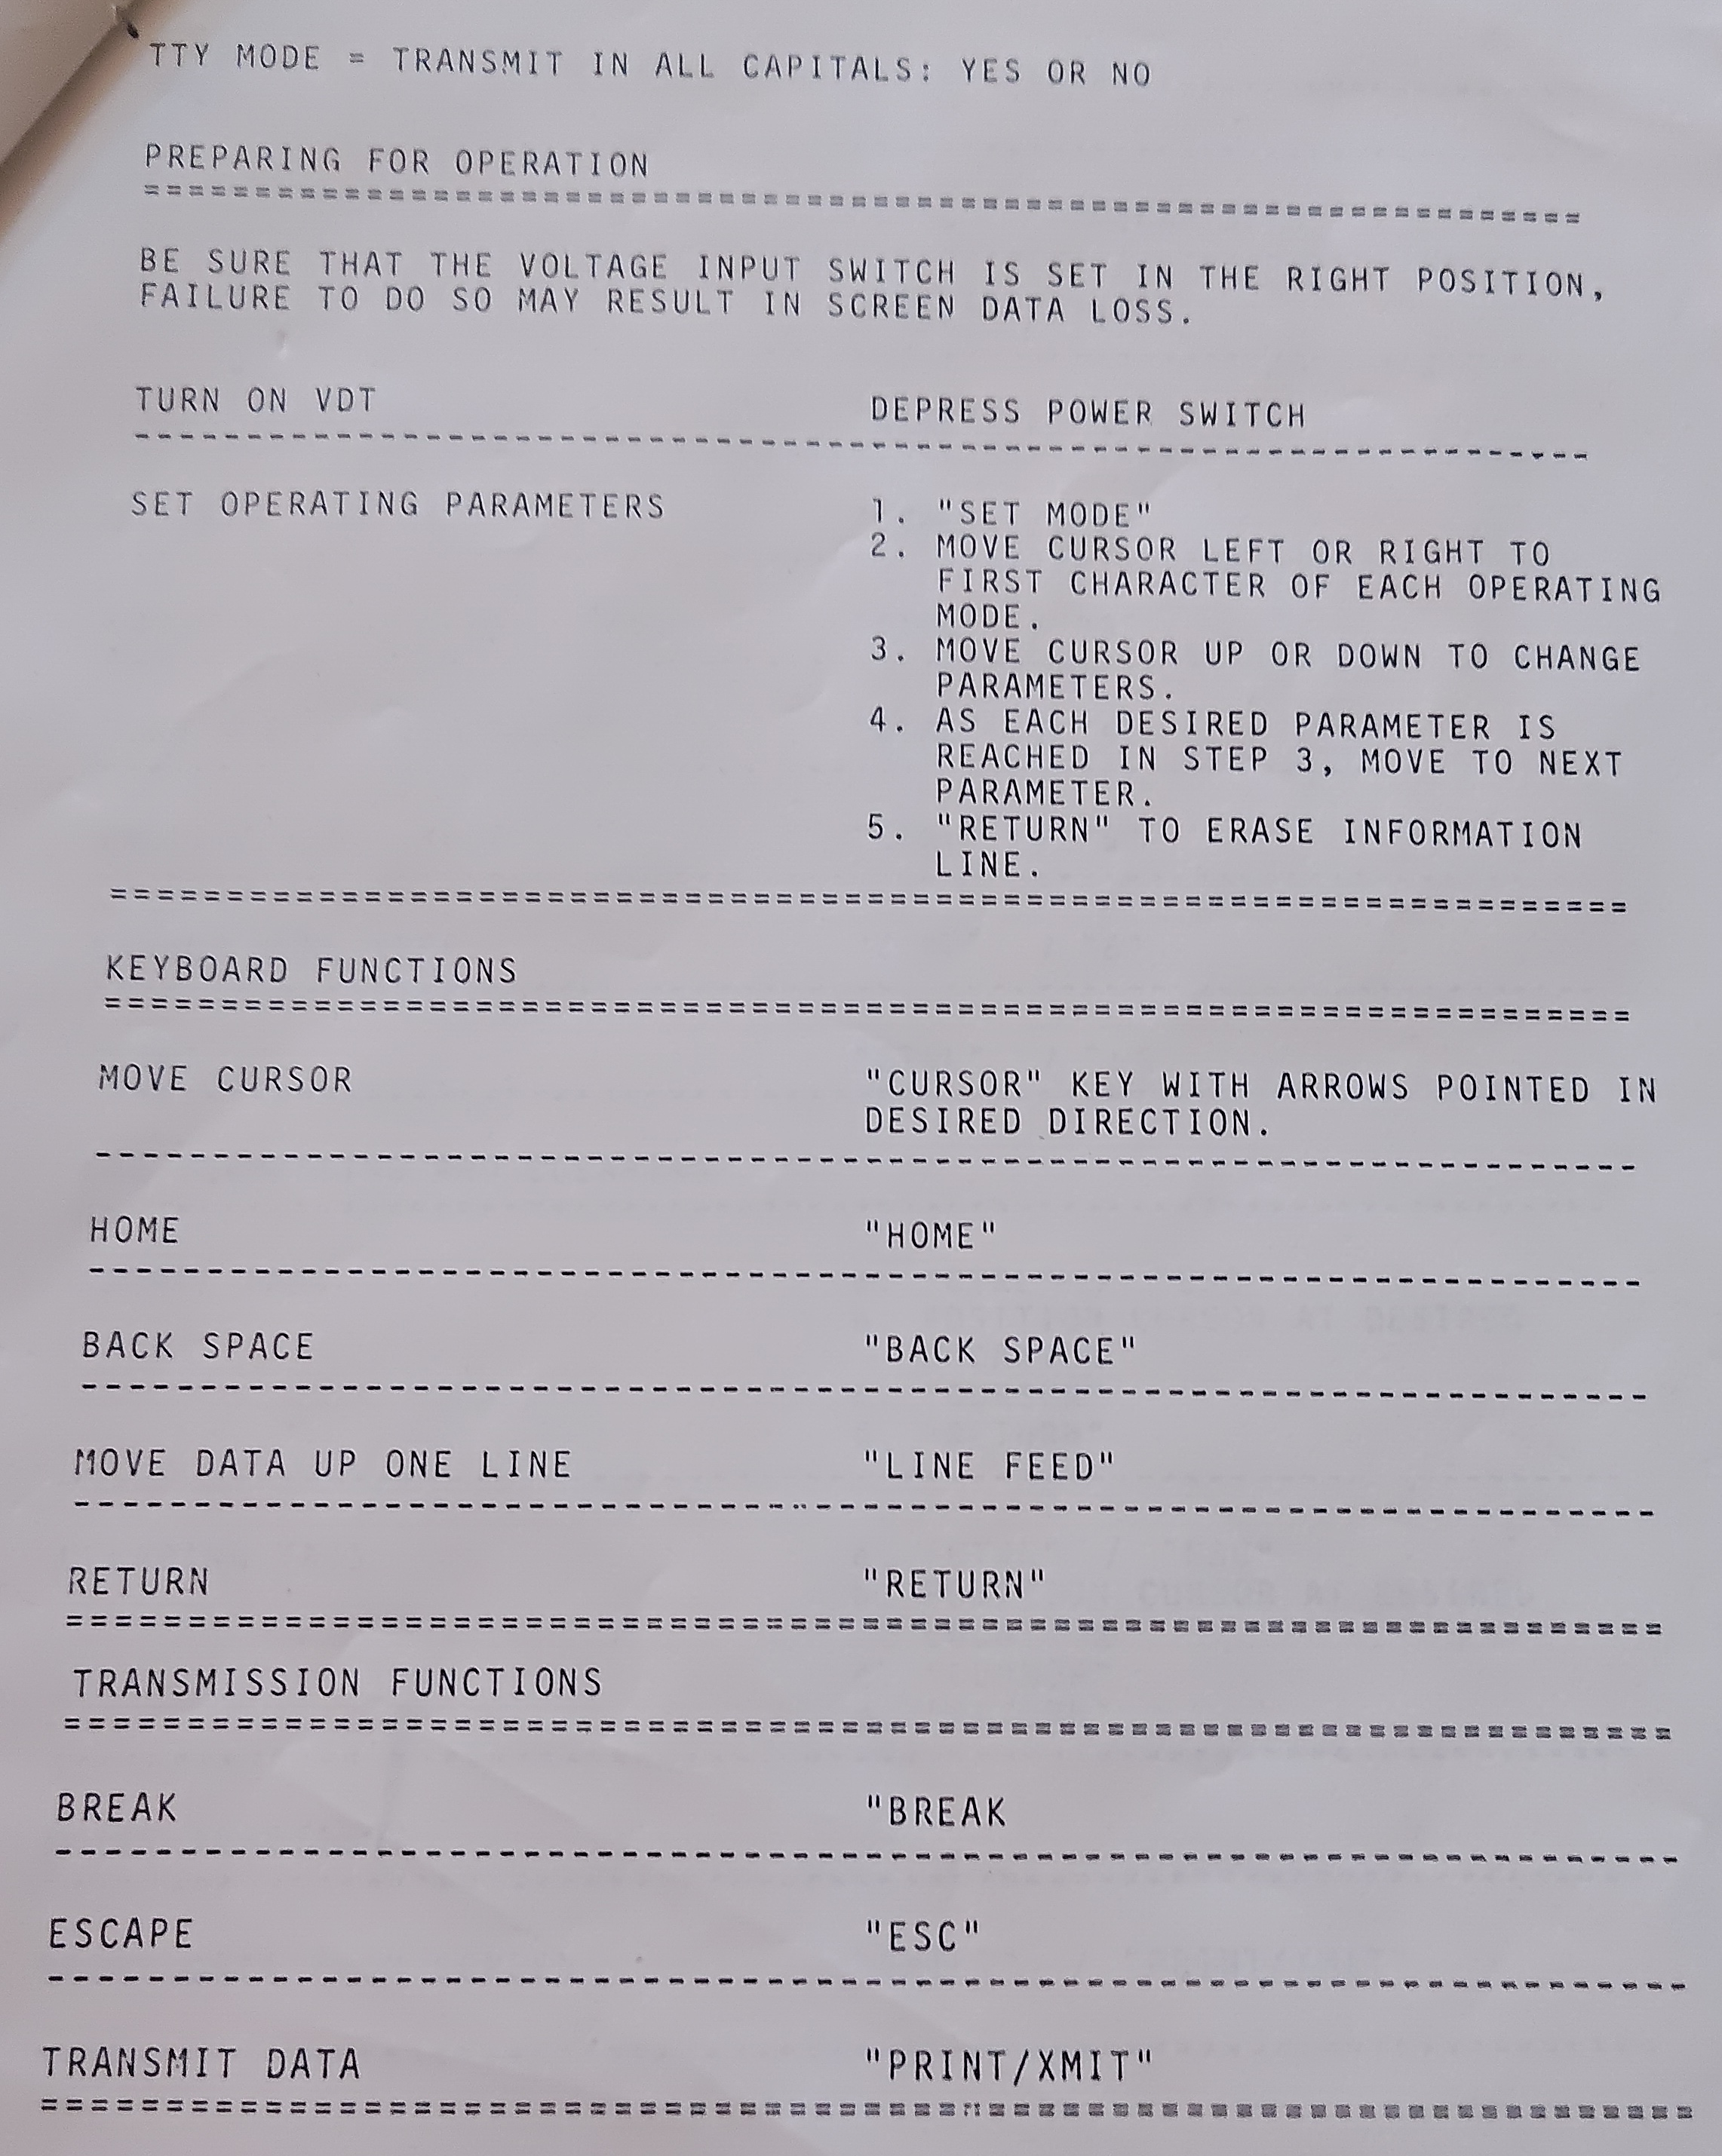 TTY MODE = TRANSMIT IN ALL CAPITALS: YES OR NO
PREPARING FOR OPERATION
=================================================================
BE SURE THAT THE VOLTAGE INPUT SWITCH IS SET IN THE RIGHT POSITION,
FAILURE TO DO SO MAY RESULT IN SCREEN DATA LOSS.
TURN ON VDT DEPRESS POWER SWITCH
-----------------------------------------------------------------
SET OPERATING PARAMETERS 1. "SET MODE"
2. MOVE CURSOR LEFT OR RIGHT TO
FIRST CHARACTER OF EACH OPERATING
MODE.
3. MOVE CURSOR UP OR DOWN TO CHANGE
PARAMETERS.
4. AS EACH DESIRED PARAMETER IS
REACHED IN STEP 3, MOVE TO NEXT
PARAMETER.
5. "RETURN" TO ERASE INFORMATION
LINE.
=================================================================
KEYBOARD FUNCTIONS
=================================================================
MOVE CURSOR "CURSOR" KEY WITH ARROWS POINTED IN
DESIRED DIRECTION.
-----------------------------------------------------------------
HOME "HOME"
-----------------------------------------------------------------
BACK SPACE "BACK SPACE"
-----------------------------------------------------------------
MOVE DATA UP ONE LINE "LINE FEED"
-----------------------------------------------------------------
RETURN "RETURN"
=================================================================
TRANSMISSION FUNCTIONS
=================================================================
BREAK "BREAK
-----------------------------------------------------------------
ESCAPE "ESC"
-----------------------------------------------------------------
TRANSMIT DATA "PRINT/XMIT"
=================================================================